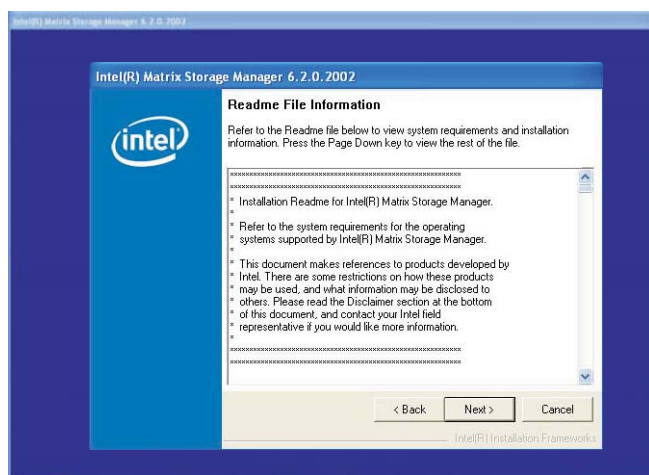 Intel(R) Matrix Storage Manager 6.2.0.2002
Intel(R) Matrix Storage Manager 6.2.0.2002
intel
Readme File Information
Refer to the Readme file below to view system requirements and installation
information. Press the Page Down key to view the rest of the file.
* Installation Readme for Intel(R) Matrix Storage Manager.
*
* Refer to the system requirements for the operating
* systems supported by Intel(R) Matrix Storage Manager.
*
* This document makes references to products developed by
* Intel. There are some restrictions on how these products
* may be used, and what information may be disclosed to
* others. Please read the Disclaimer section at the bottom
* of this document, and contact your Intel field
* representative if you would like more information.
*
< Back Next > Cancel
Intel(R) Installation Frameworks